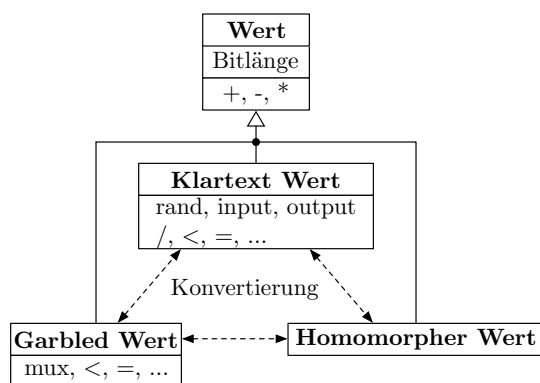 Wert
Bitlänge
+, -, *
Klartext Wert
rand, input, output
/, <, =, ...
Konvertierung
Garbled Wert
mux, <, =, ...
Homomorpher Wert